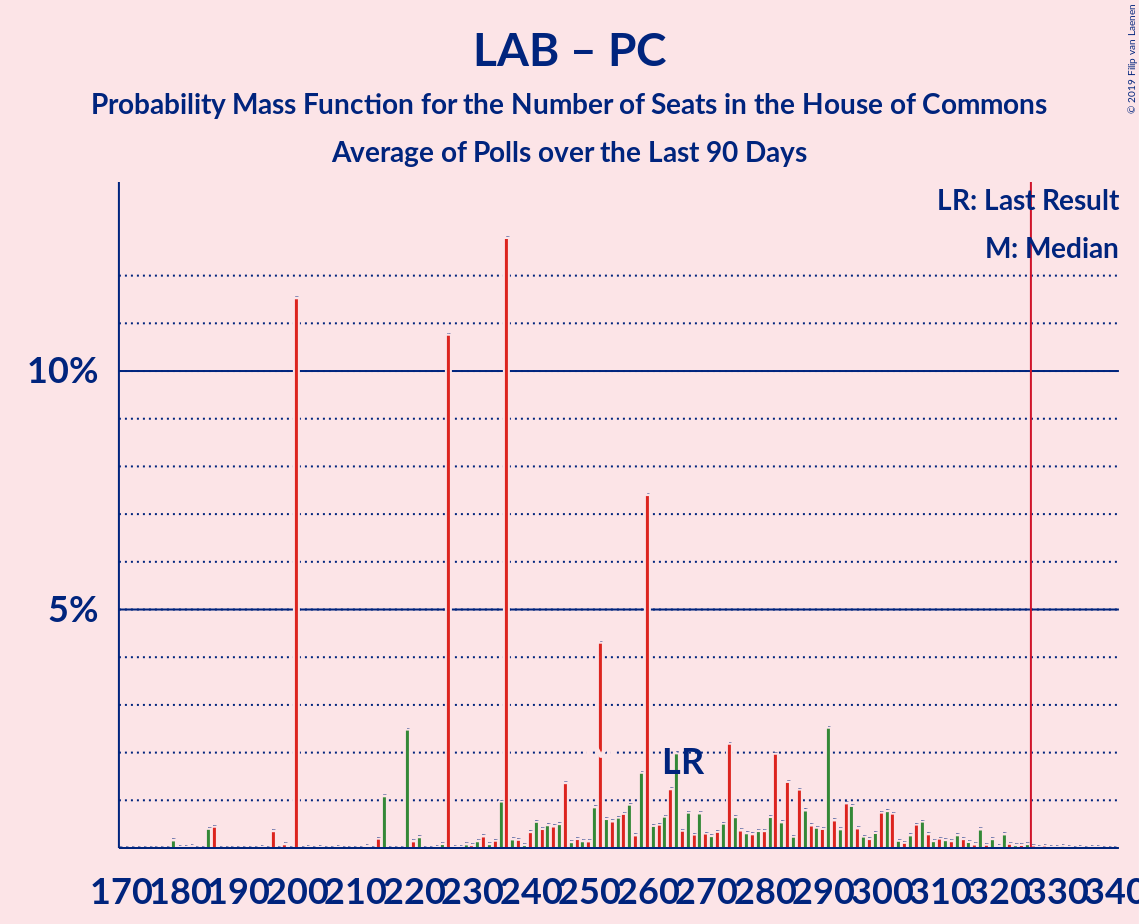 LAB – PC
Probability Mass Function for the Number of Seats in the House of Commons
Average of Polls over the Last 90 Days
© 2019 Filip van Laenen
LR: Last Result
M: Median
10%
5%
LR
170 180 190 200 210 220 230 240 250 260 270 280 290 300 310 320 330 340